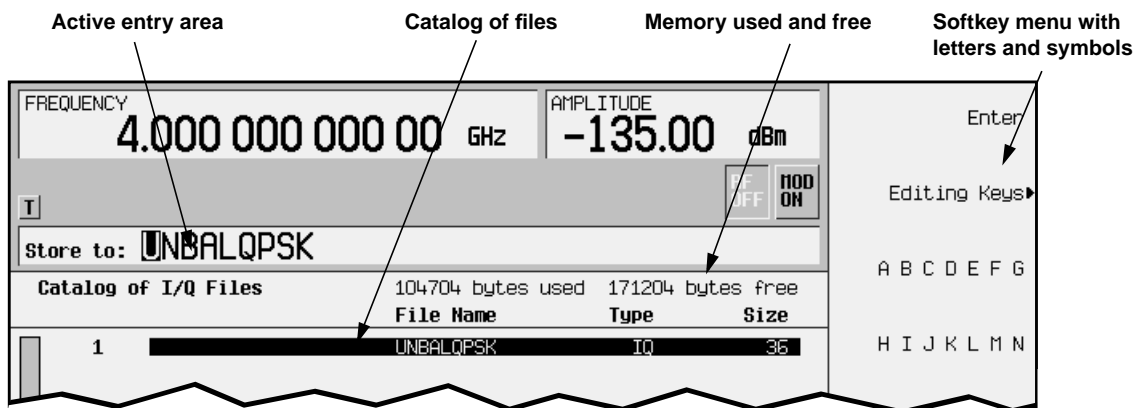 Active entry area
Catalog of files
Memory used and free
Softkey menu with
letters and symbols
FREQUENCY
4.000 000 000 00 GHz
AMPLITUDE
-135.00 dBm
Enter
T
RF
OFF
MOD
ON
Editing Keys
Store to: UNBALQPSK
A B C D E F G
Catalog of I/Q Files 104704 bytes used 171204 bytes free
File Name Type Size
1 UNBALQPSK IQ 36
H I J K L M N